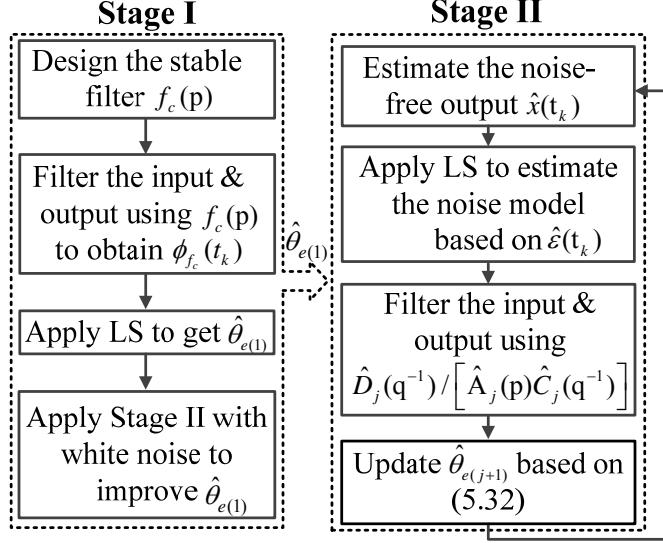 Stage I
Design the stable
filter f_c(p)
Filter the input &
output using f_c(p)
to obtain ϕ_{f_c}(t_k)
Apply LS to get θ̂_{e(1)}
Apply Stage II with
white noise to
improve θ̂_{e(1)}
θ̂_{e(1)}
Stage II
Estimate the noise-
free output x̂(t_k)
Apply LS to estimate
the noise model
based on ε̂(t_k)
Filter the input &
output using
D̂_j(q⁻¹)/[Â_j(p)Ĉ_j(q⁻¹)]
Update θ̂_{e(j+1)} based on
(5.32)